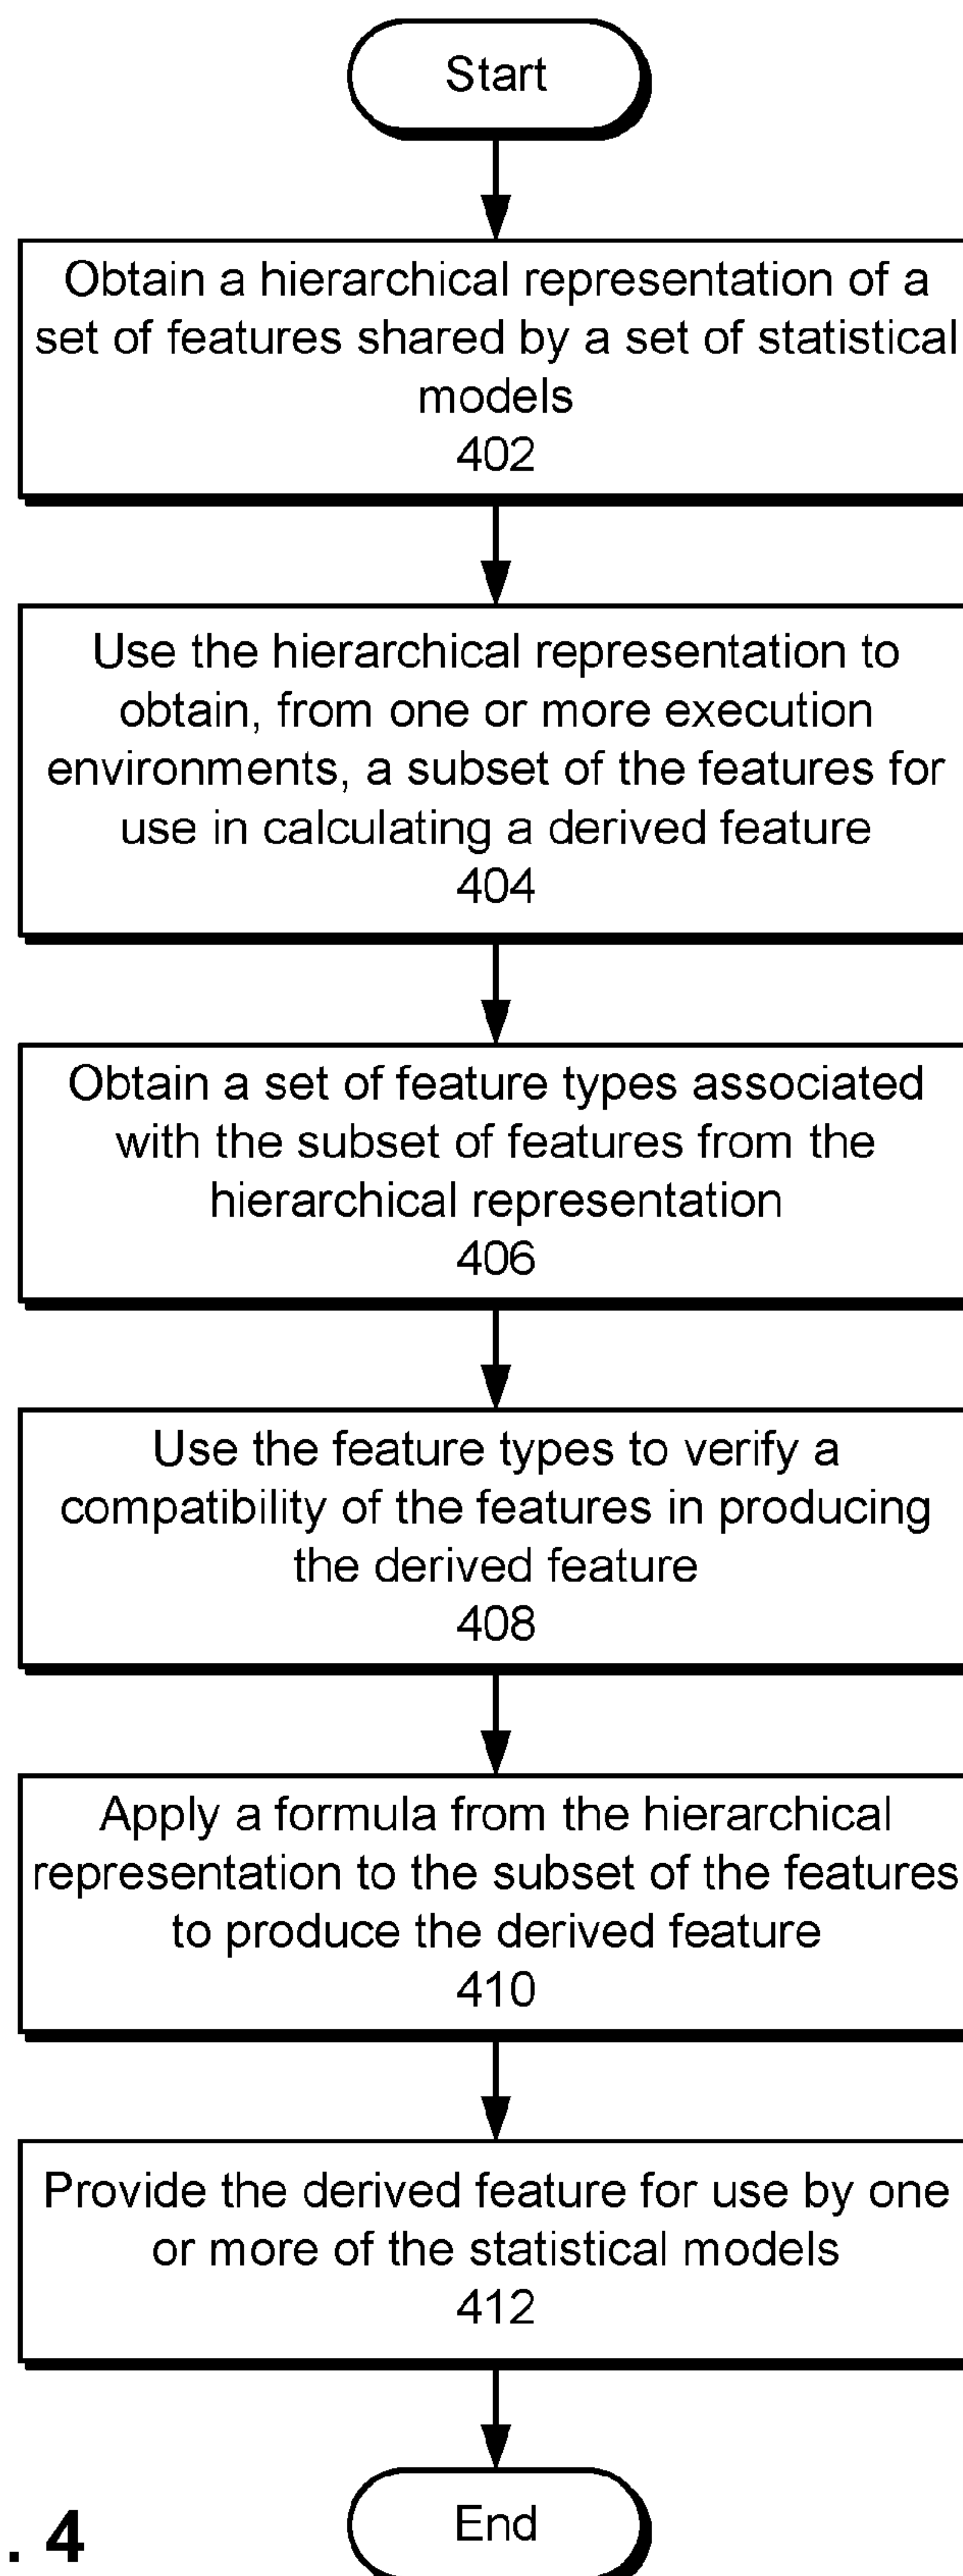 Start
Obtain a hierarchical representation of a
set of features shared by a set of statistical
models
402
Use the hierarchical representation to
obtain, from one or more execution
environments, a subset of the features for
use in calculating a derived feature
404
Obtain a set of feature types associated
with the subset of features from the
hierarchical representation
406
Use the feature types to verify a
compatibility of the features in producing
the derived feature
408
Apply a formula from the hierarchical
representation to the subset of the features
to produce the derived feature
410
Provide the derived feature for use by one
or more of the statistical models
412
End
. 4